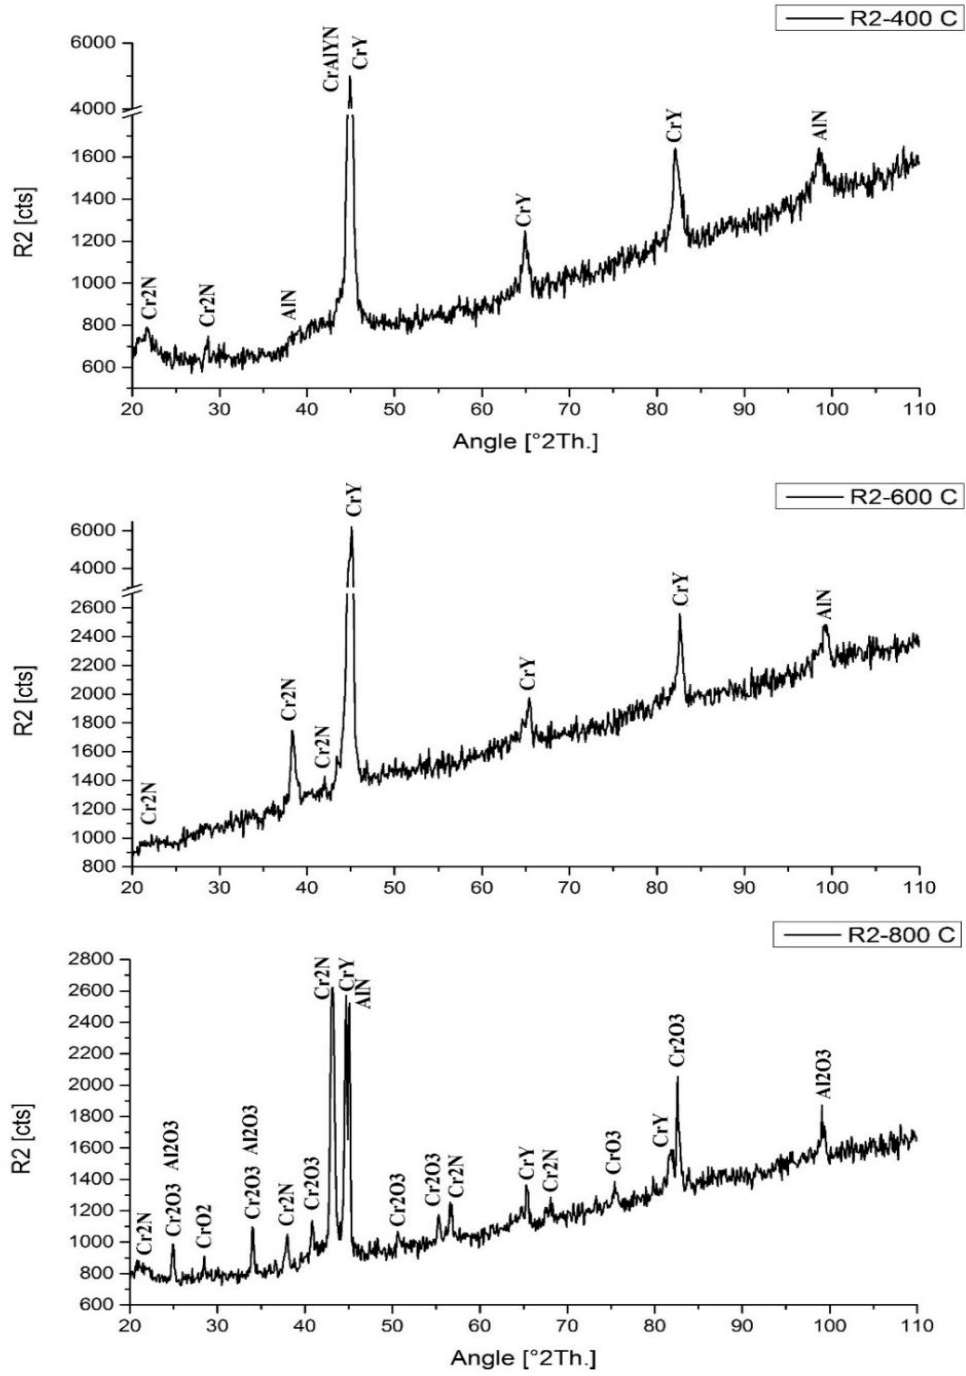 R2-400 C
6000
4000
1600
1400
1200
1000
800
600
R2 [cts]
CrAlYN
CrY
Cr2N
Cr2N
AlN
CrY
CrY
AlN
20 30 40 50 60 70 80 90 100 110
Angle [°2Th.]
R2-600 C
6000
4000
2600
2400
2200
2000
1800
1600
1400
1200
1000
800
R2 [cts]
Cr2N
Cr2N
Cr2N
CrY
CrY
CrY
AlN
20 30 40 50 60 70 80 90 100 110
R2-800 C
2800
2600
2400
2200
2000
1800
1600
1400
1200
1000
800
600
R2 [cts]
Cr2N
Cr2O3 Al2O3
CrO2
Cr2O3 Al2O3
Cr2N
Cr2O3
Cr2N
CrY
AlN
Cr2O3
Cr2O3
Cr2N
CrY
Cr2N
CrO3
CrY
Cr2O3
Al2O3
20 30 40 50 60 70 80 90 100 110
Angle [°2Th.]